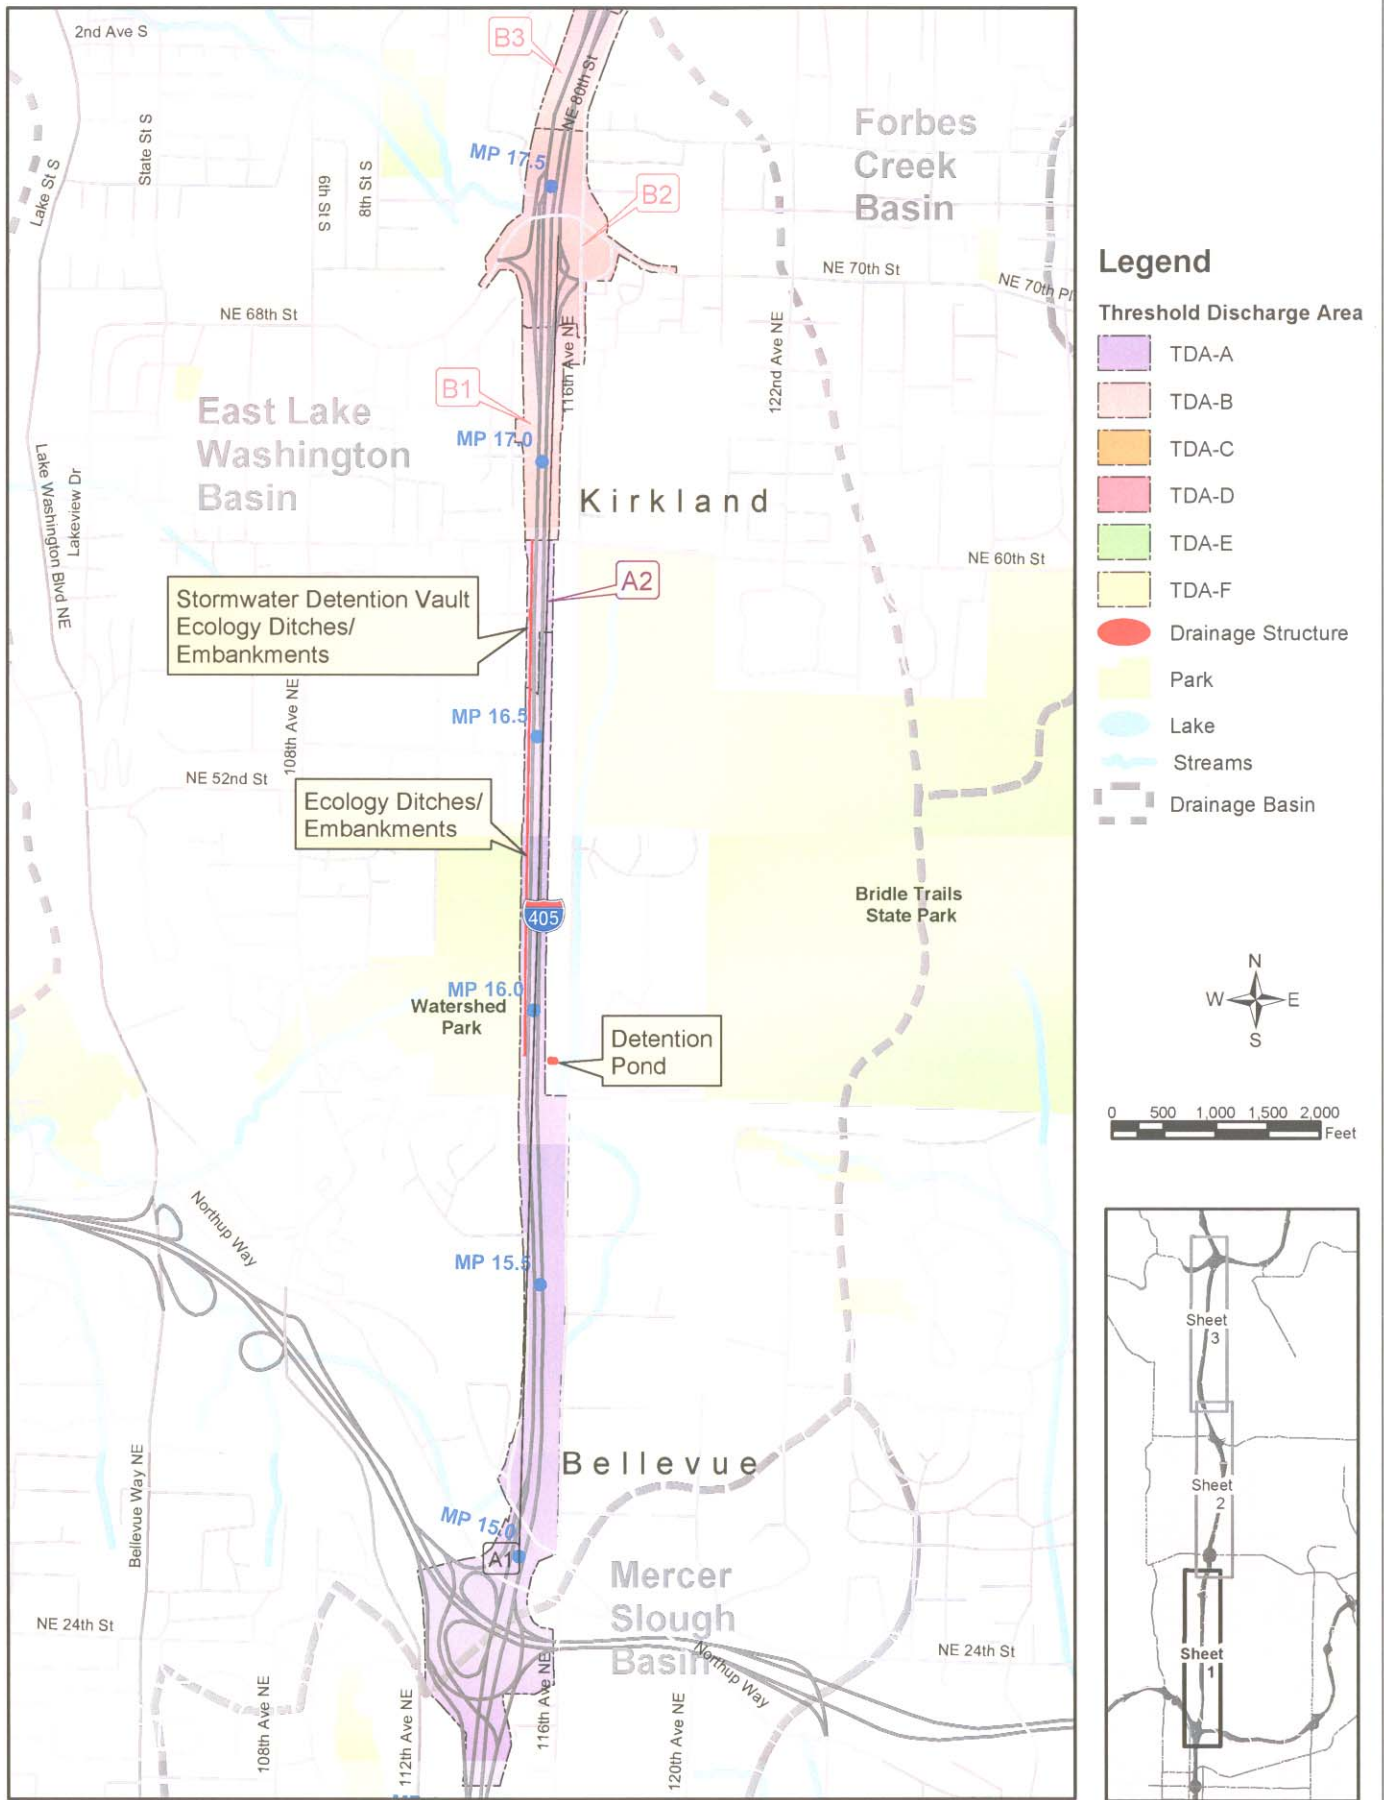 2nd Ave S
B3
NE 80th St
Forbes
Creek
Basin
State St S
Lake St S
6th St S
8th St S
MP 17.5
B2
NE 70th St
NE 70th Pl
NE 68th St
116th Ave NE
122nd Ave NE
B1
MP 17.0
East Lake
Washington
Basin
Kirkland
Lake Washington Blvd NE
Lakeview Dr
NE 60th St
A2
Stormwater Detention Vault
Ecology Ditches/
Embankments
108th Ave NE
MP 16.5
NE 52nd St
Ecology Ditches/
Embankments
405
Bridle Trails
State Park
MP 16.0
Watershed
Park
Detention
Pond
Northup Way
MP 15.5
Bellevue
Bellevue Way NE
MP 15.0
A1
Mercer
Slough
Basin
NE 24th St
NE 24th St
Northup Way
108th Ave NE
112th Ave NE
116th Ave NE
120th Ave NE
Legend
Threshold Discharge Area
TDA-A
TDA-B
TDA-C
TDA-D
TDA-E
TDA-F
Drainage Structure
Park
Lake
Streams
Drainage Basin
N
W E
S
0 500 1,000 1,500 2,000
Feet
Sheet
3
Sheet
2
Sheet
1